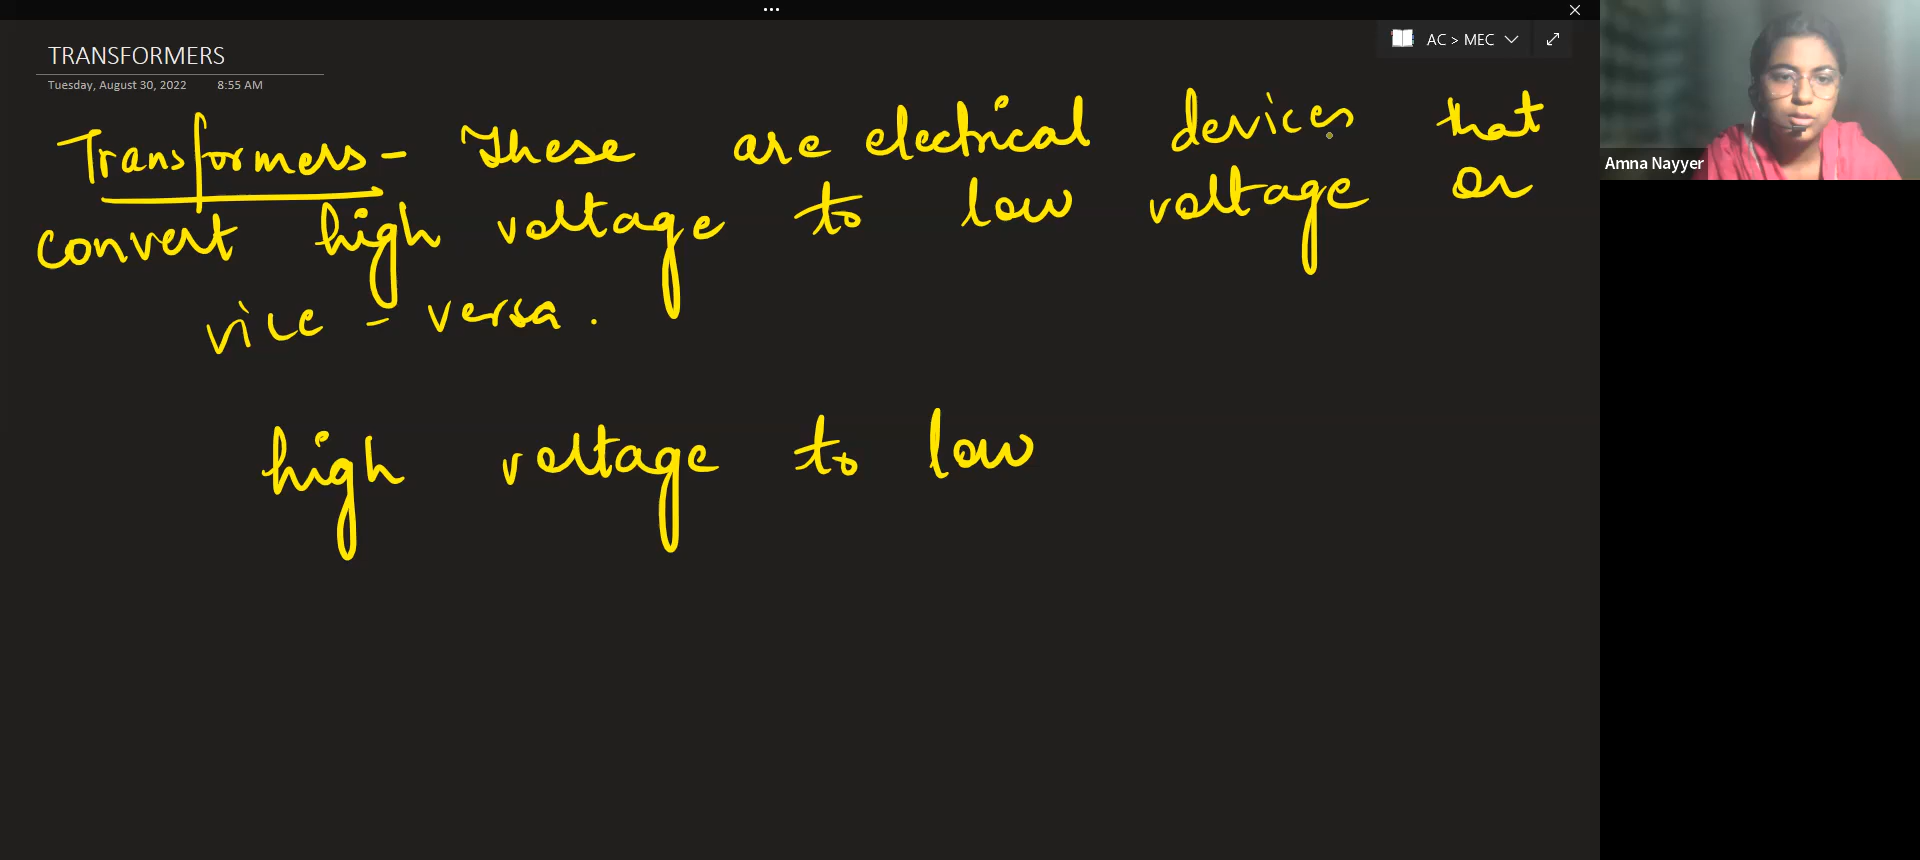 TRANSFORMERS
Tuesday, August 30, 2022 8:55 AM
AC > MEC
Amna Nayyer
Transformers - These are electrical devices that
convert high voltage to low voltage or
vice - versa.
high voltage to low